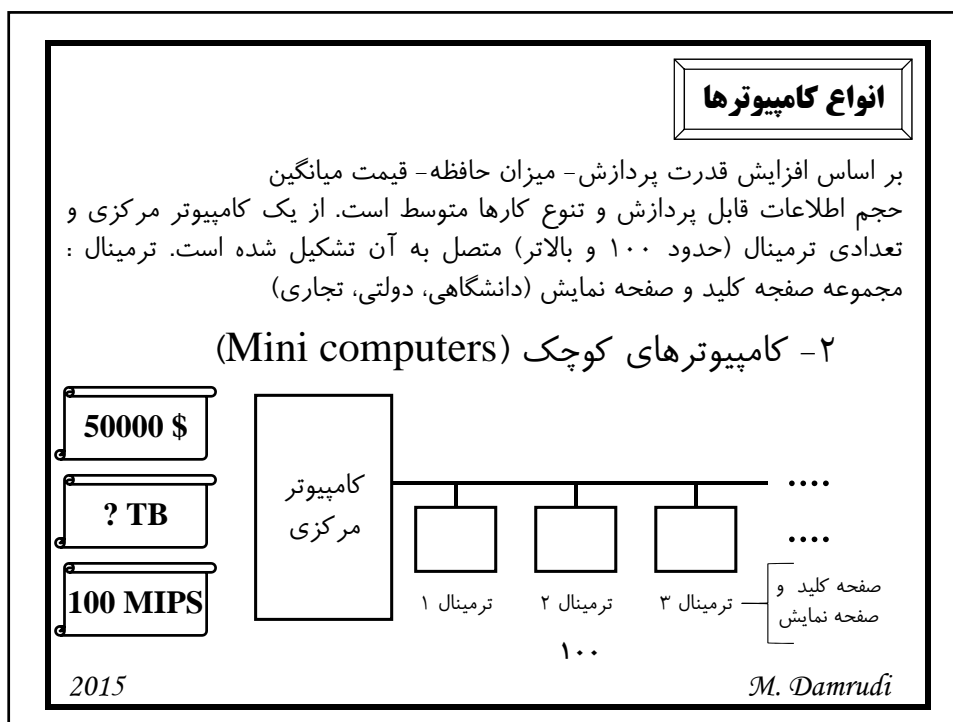 انواع کامپیوترها
بر اساس افزایش قدرت پردازش- میزان حافظه- قیمت میانگین
حجم اطلاعات قابل پردازش و تنوع کارها متوسط است. از یک کامپیوتر مرکزی و
تعدادی ترمینال (حدود ۱۰۰ و بالاتر) متصل به آن تشکیل شده است. ترمینال :
مجموعه صفجه کلید و صفحه نمایش (دانشگاهی، دولتی، تجاری)
۲- کامپیوترهای کوچک (Mini computers)
50000 $
? TB
100 MIPS
کامپیوتر
مرکزی
....
....
ترمینال ۱
ترمینال ۲
ترمینال ۳
صفحه کلید و
صفحه نمایش
۱۰۰
2015
M. Damrudi